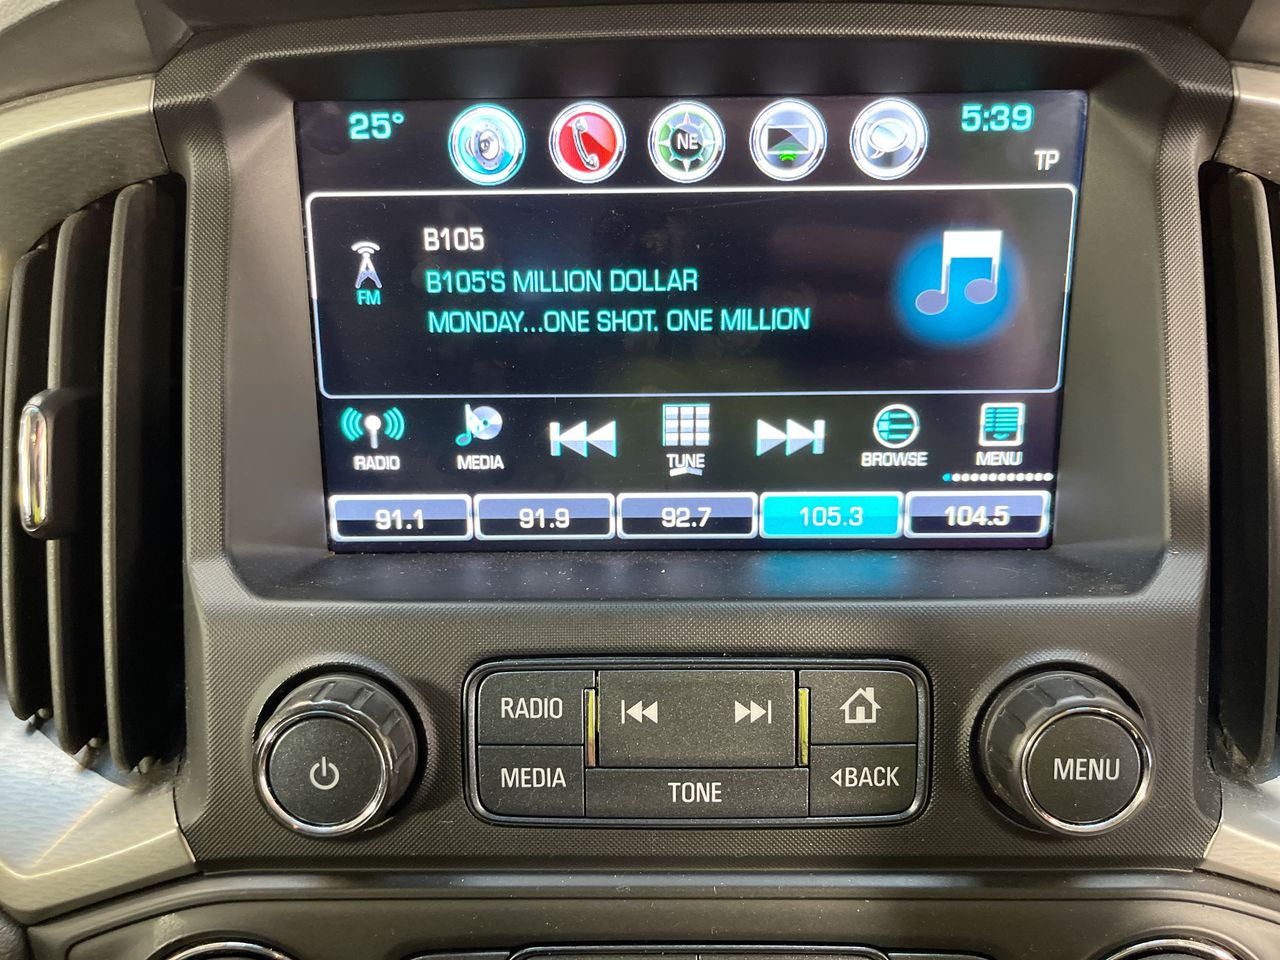 25°
NE
5:39
TP
B105
FM
B105'S MILLION DOLLAR
MONDAY...ONE SHOT. ONE MILLION
RADIO
MEDIA
TUNE
BROWSE
MENU
91.1
91.9
92.7
105.3
104.5
RADIO
MEDIA
TONE
BACK
MENU